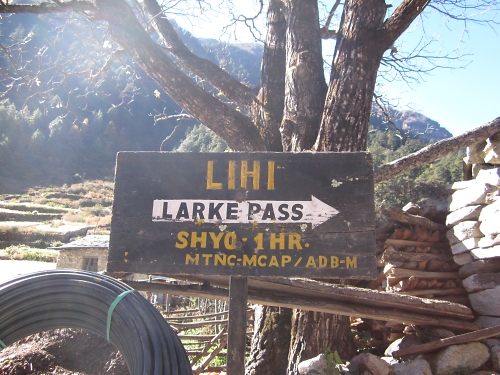 LIHI
LARKE PASS
SHYO-1HR.
MTNC-MCAP/ADB-M